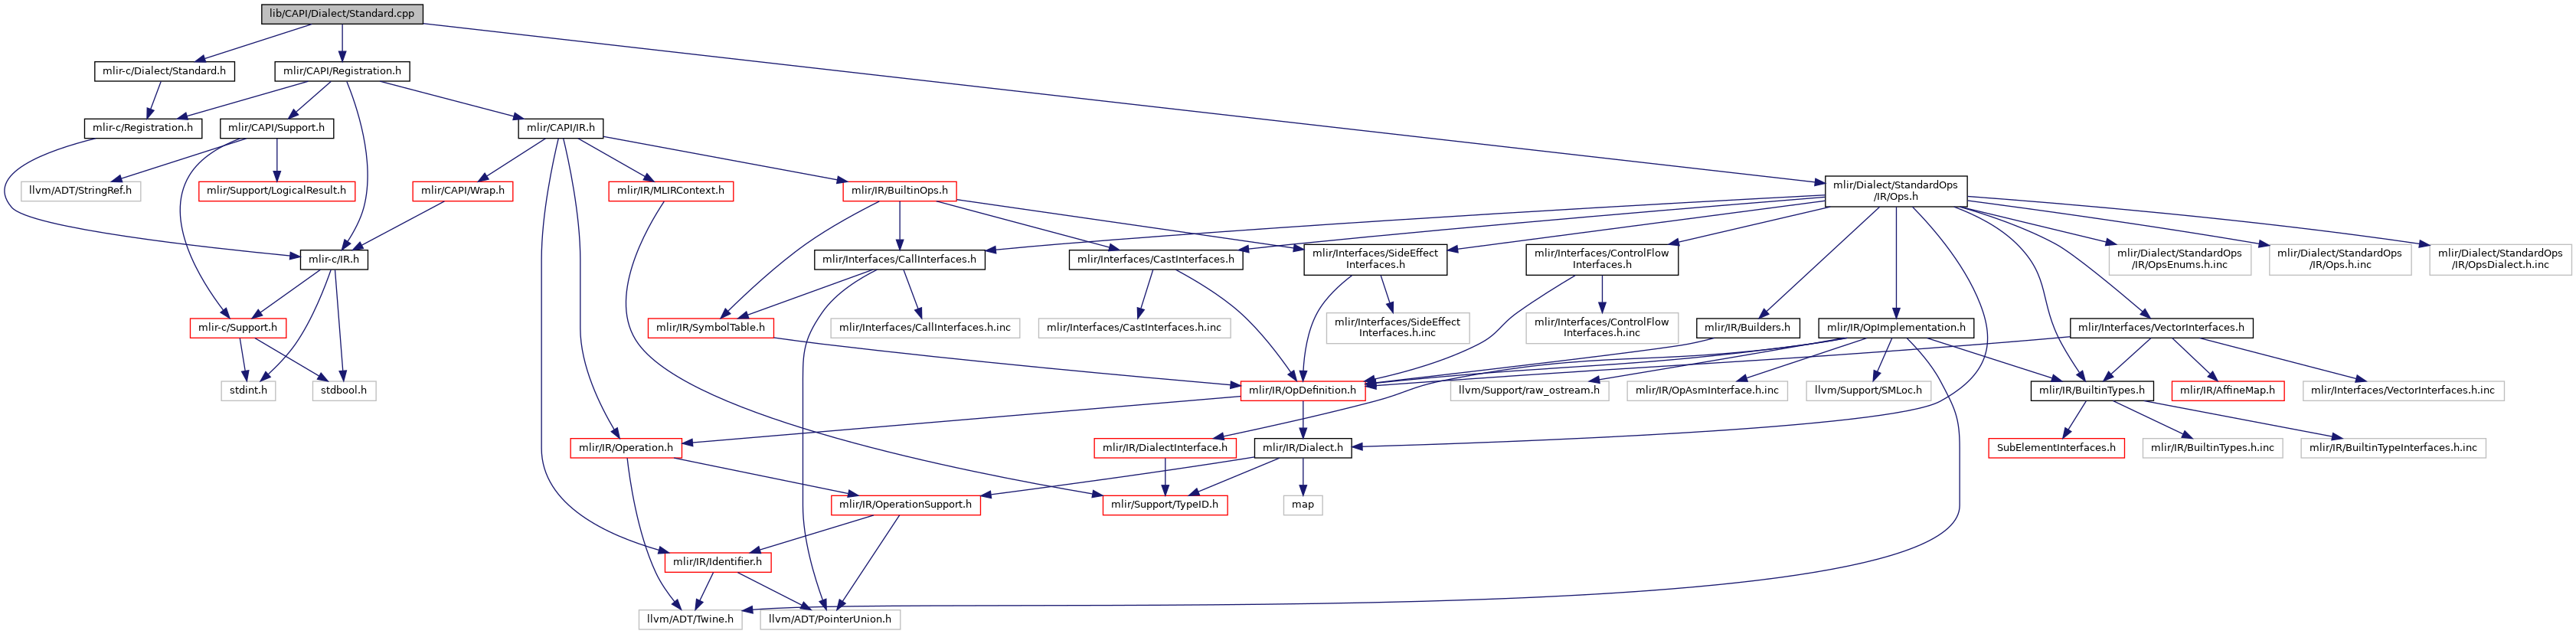 lib/CAPI/Dialect/Standard.cpp
mlir-c/Dialect/Standard.h
mlir/CAPI/Registration.h
mlir-c/Registration.h
mlir/CAPI/Support.h
mlir/CAPI/IR.h
llvm/ADT/StringRef.h
mlir/Support/LogicalResult.h
mlir/CAPI/Wrap.h
mlir/IR/MLIRContext.h
mlir/IR/BuiltinOps.h
mlir/Dialect/StandardOps
/IR/Ops.h
mlir-c/IR.h
mlir/Interfaces/CallInterfaces.h
mlir/Interfaces/CastInterfaces.h
mlir/Interfaces/SideEffect
Interfaces.h
mlir/Interfaces/ControlFlow
Interfaces.h
mlir/Dialect/StandardOps
/IR/OpsEnums.h.inc
mlir/Dialect/StandardOps
/IR/Ops.h.inc
mlir/Dialect/StandardOps
/IR/OpsDialect.h.inc
mlir-c/Support.h
mlir/IR/SymbolTable.h
mlir/Interfaces/CallInterfaces.h.inc
mlir/Interfaces/CastInterfaces.h.inc
mlir/Interfaces/SideEffect
Interfaces.h.inc
mlir/Interfaces/ControlFlow
Interfaces.h.inc
mlir/IR/Builders.h
mlir/IR/OpImplementation.h
mlir/Interfaces/VectorInterfaces.h
stdint.h
stdbool.h
mlir/IR/OpDefinition.h
llvm/Support/raw_ostream.h
mlir/IR/OpAsmInterface.h.inc
llvm/Support/SMLoc.h
mlir/IR/BuiltinTypes.h
mlir/IR/AffineMap.h
mlir/Interfaces/VectorInterfaces.h.inc
mlir/IR/Operation.h
mlir/IR/DialectInterface.h
mlir/IR/Dialect.h
SubElementInterfaces.h
mlir/IR/BuiltinTypes.h.inc
mlir/IR/BuiltinTypeInterfaces.h.inc
mlir/IR/OperationSupport.h
mlir/Support/TypeID.h
map
mlir/IR/Identifier.h
llvm/ADT/Twine.h
llvm/ADT/PointerUnion.h